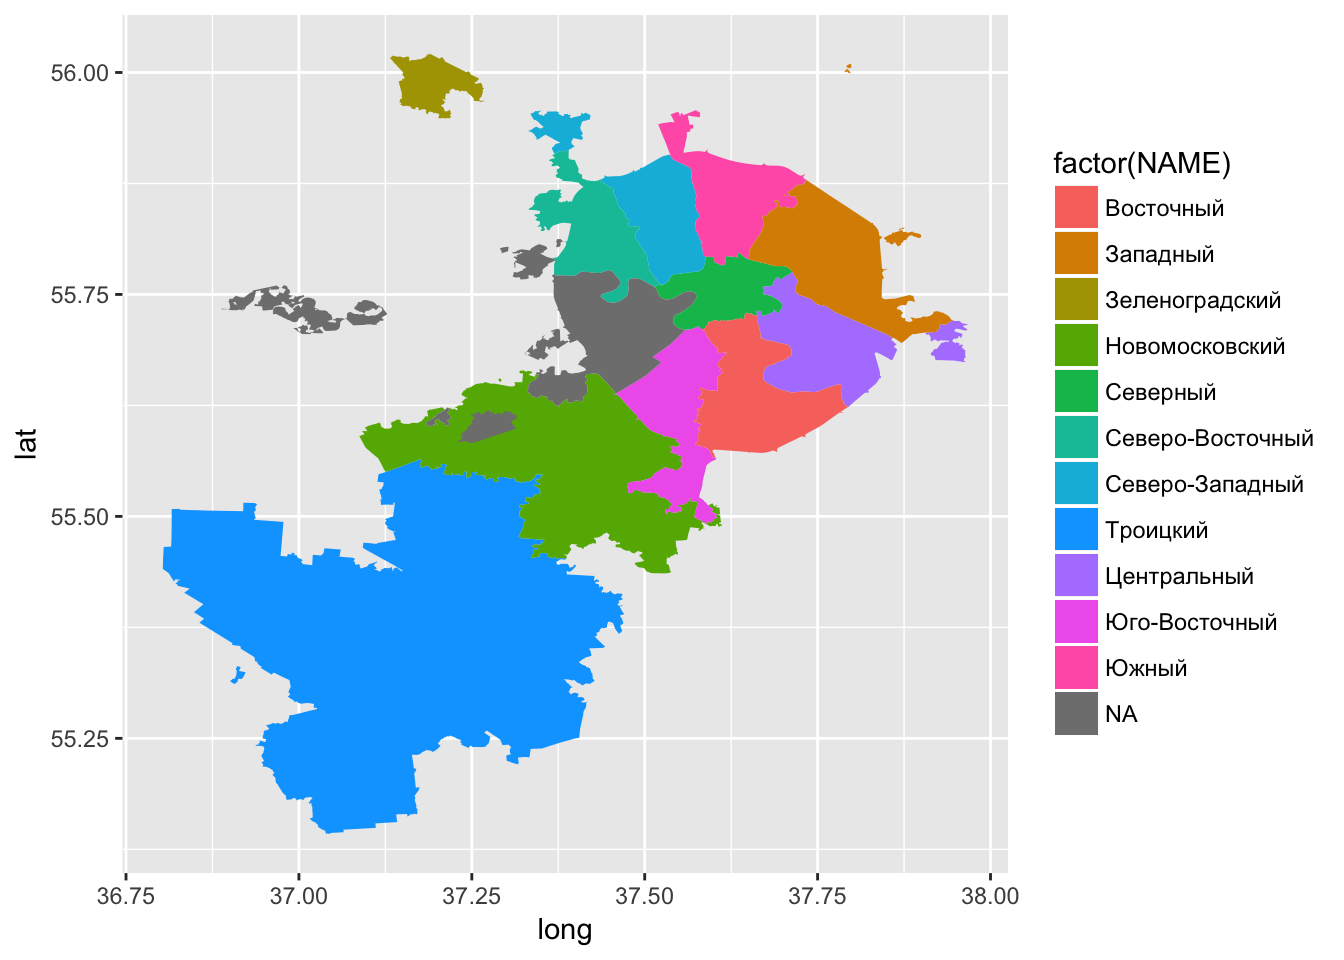 56.00
55.75
55.50
55.25
lat
36.75 37.00 37.25 37.50 37.75 38.00
long
factor(NAME)
Восточный
Западный
Зеленоградский
Новомосковский
Северный
Северо-Восточный
Северо-Западный
Троицкий
Центральный
Юго-Восточный
Южный
NA